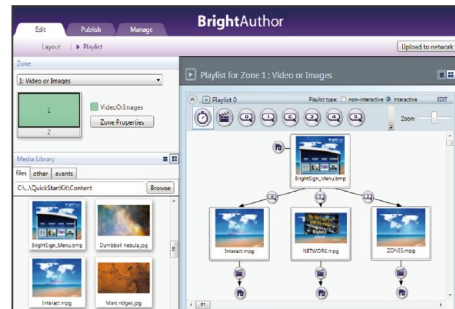 BrightAuthor
Edit
Publish
Manage
Layout
Playlist
Upload to network
Zone
1: Video or Images
1
2
VideoOrImages
Zone Properties
Media Library
files
other
events
C:\...\QuickStartKit\Content
Browse
BrightSign_Menu.bmp
Dumbbell nebula.jpg
Interact.mpg
Mars ridges.jpg
Playlist for Zone 1 : Video or Images
Playlist 0
Playlist type:
non-interactive
interactive
EDIT
Zoom
BrightSign_Menu.bmp
Interact.mpg
NETWORK.mpg
ZONES.mpg